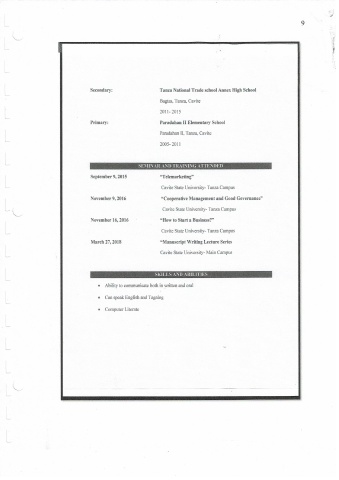 9
Secondary: Tanza National Trade school Annex High School
Bagtas, Tanza, Cavite
2011- 2015
Primary: Paradahan II Elementary School
Paradahan II, Tanza, Cavite
2005- 2011
SEMINAR AND TRAINING ATTENDED
September 9, 2015 "Telemarketing"
Cavite State University- Tanza Campus
November 9, 2016 "Cooperative Management and Good Governance"
Cavite State University- Tanza Campus
November 16, 2016 "How to Start a Business?"
Cavite State University- Tanza Campus
March 27, 2018 "Manuscript Writing Lecture Series
Cavite State University- Main Campus
SKILLS AND ABILITIES
• Ability to communicate both in written and oral
• Can speak English and Tagalog
• Computer Literate